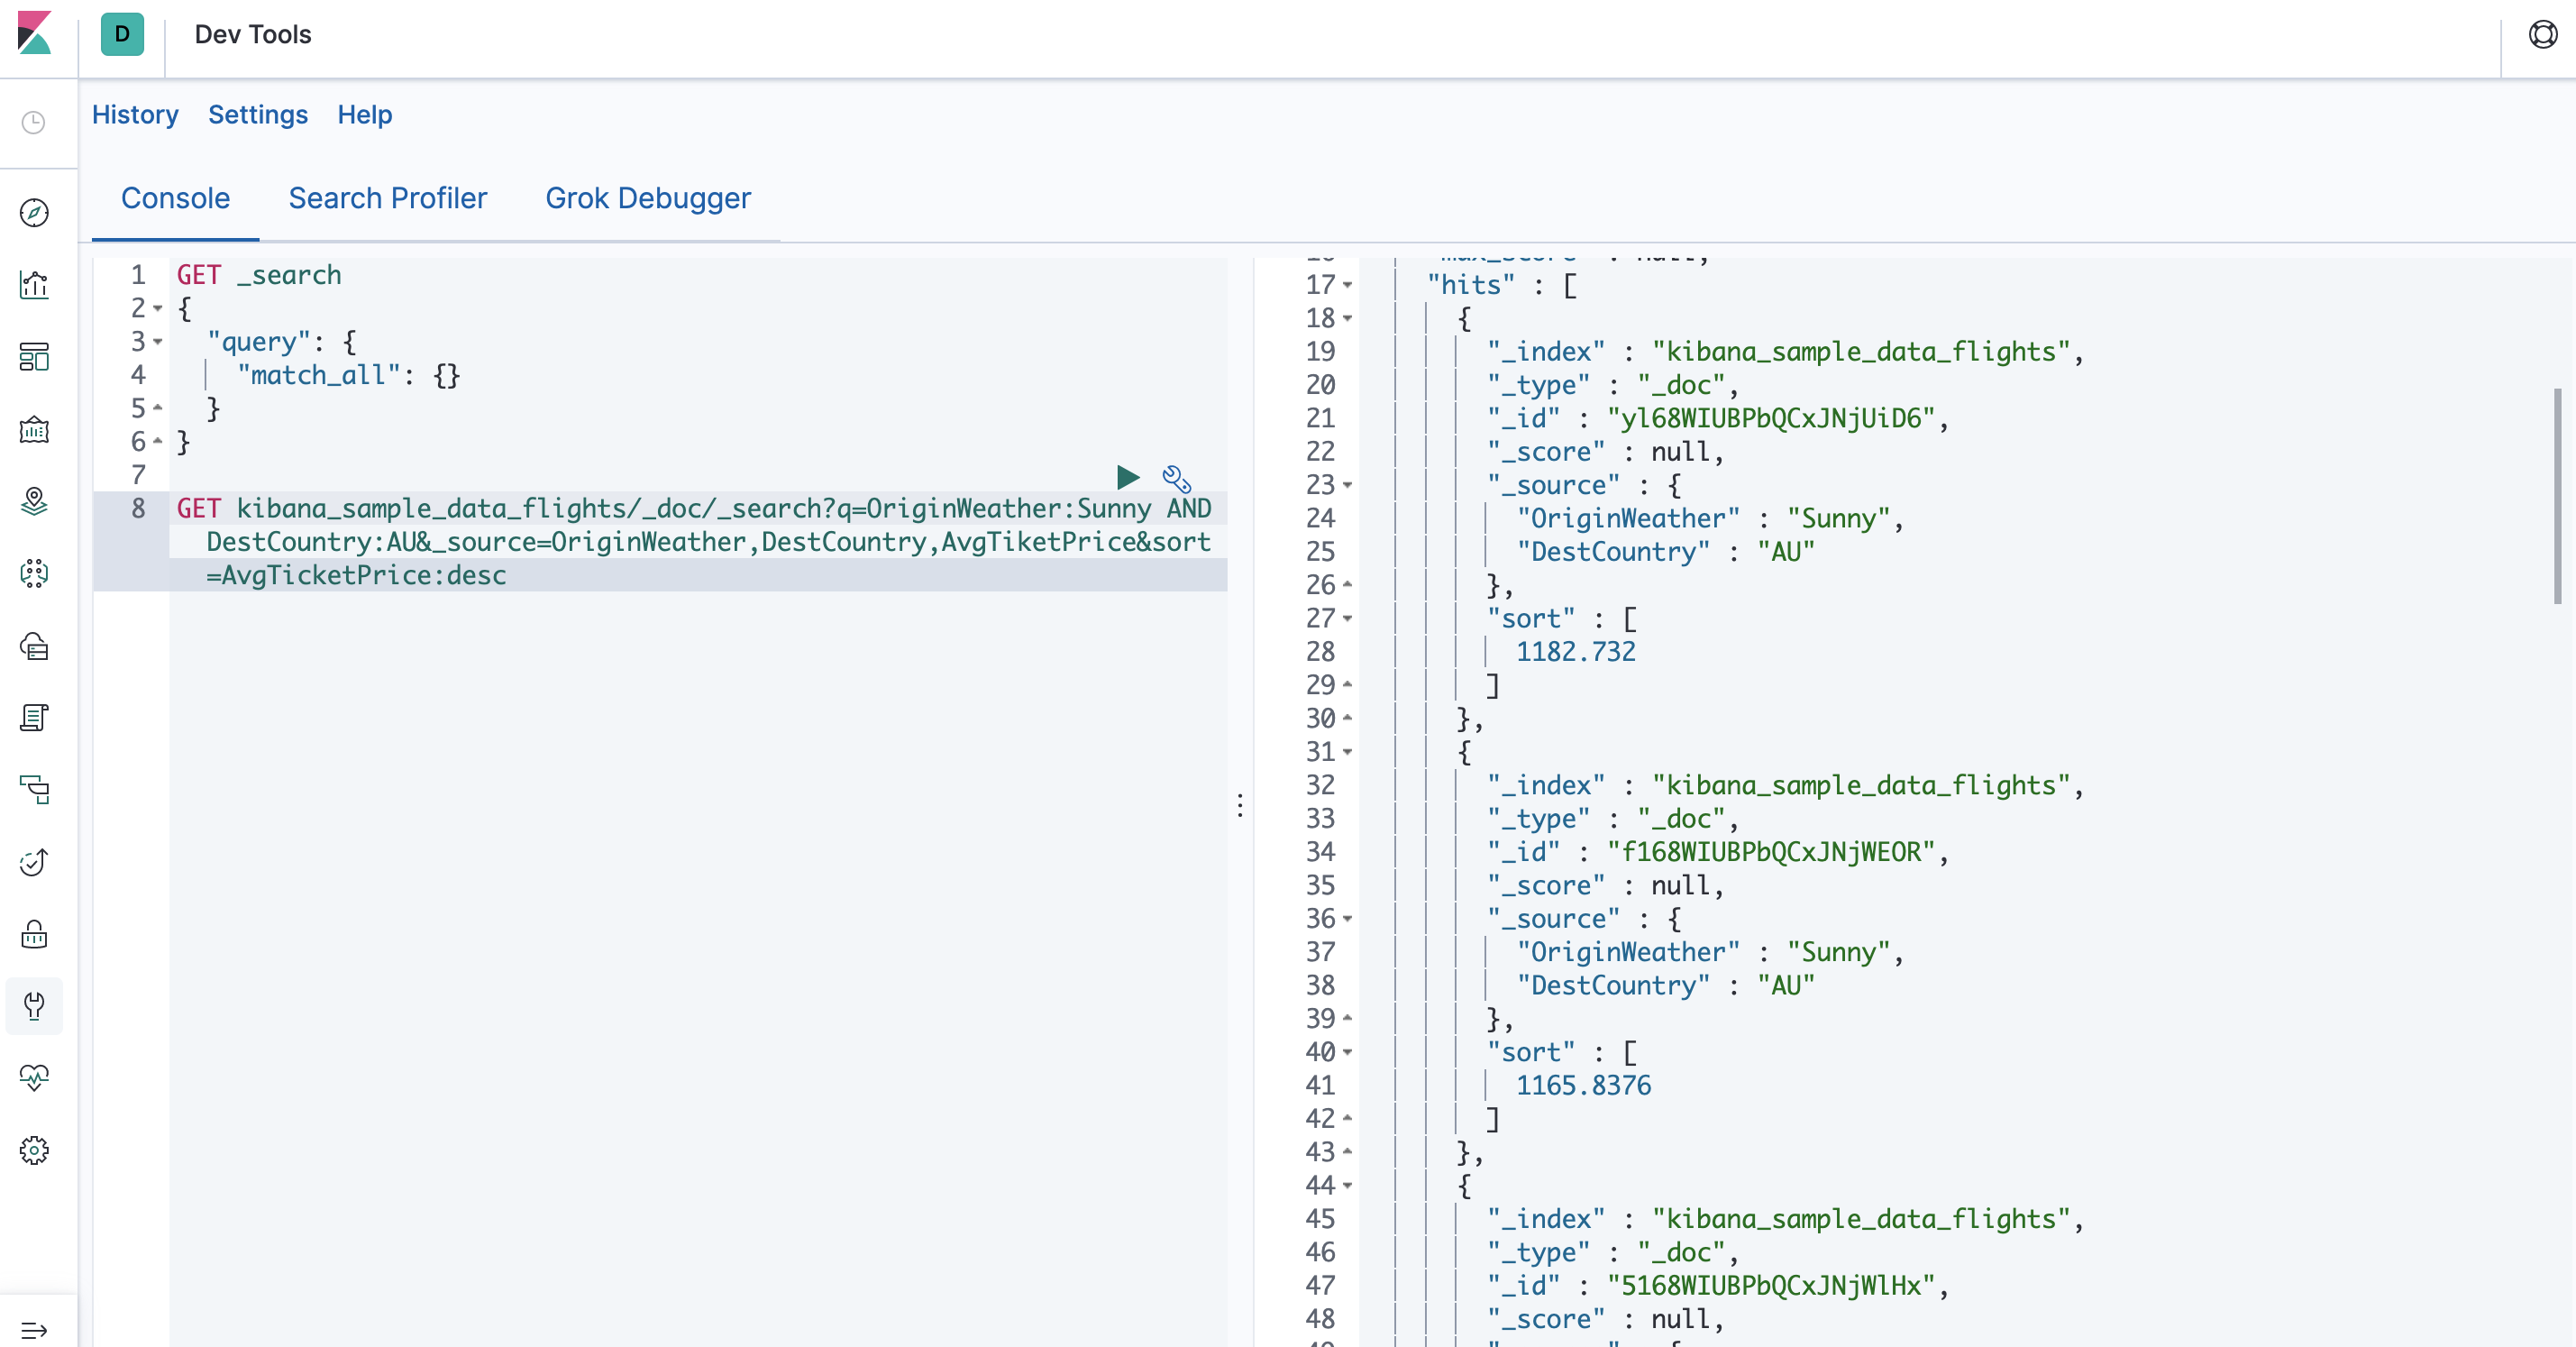 D
Dev Tools
History Settings Help
Console Search Profiler Grok Debugger
1 GET _search
2 {
3 "query": {
4 "match_all": {}
5 }
6 }
7
8 GET kibana_sample_data_flights/_doc/_search?q=OriginWeather:Sunny AND
DestCountry:AU&_source=OriginWeather,DestCountry,AvgTiketPrice&sort
=AvgTicketPrice:desc
16 "max_score" : null,
17 "hits" : [
18 {
19 "_index" : "kibana_sample_data_flights",
20 "_type" : "_doc",
21 "_id" : "yl68WIUBPbQCxJNjUiD6",
22 "_score" : null,
23 "_source" : {
24 "OriginWeather" : "Sunny",
25 "DestCountry" : "AU"
26 },
27 "sort" : [
28 1182.732
29 ]
30 },
31 {
32 "_index" : "kibana_sample_data_flights",
33 "_type" : "_doc",
34 "_id" : "f168WIUBPbQCxJNjWEOR",
35 "_score" : null,
36 "_source" : {
37 "OriginWeather" : "Sunny",
38 "DestCountry" : "AU"
39 },
40 "sort" : [
41 1165.8376
42 ]
43 },
44 {
45 "_index" : "kibana_sample_data_flights",
46 "_type" : "_doc",
47 "_id" : "5168WIUBPbQCxJNjWlHx",
48 "_score" : null,